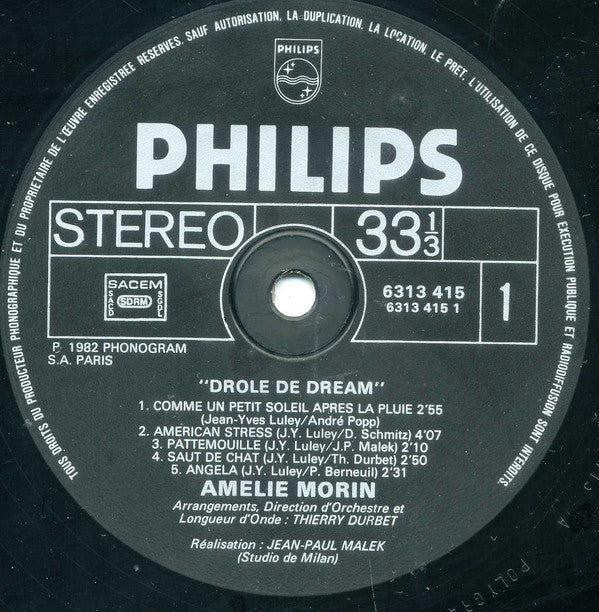 TOUS DROITS DU PRODUCTEUR PHONOGRAPHIQUE ET DU PROPRIETAIRE DE L'ŒUVRE ENREGISTREE RESERVES. SAUF AUTORISATION, LA DUPLICATION, LA LOCATION, LE PRET, L'UTILISATION DE CE DISQUE POUR EXECUTION PUBLIQUE ET RADIODIFFUSION SONT INTERDITS
PHILIPS
PHILIPS
STEREO 33 1/3
SACEM
SACD SDRM SGDL
6313 415
6313 415 1
1
P. 1982 PHONOGRAM
S.A. PARIS
"DROLE DE DREAM"
1. COMME UN PETIT SOLEIL APRES LA PLUIE 2'55
(Jean-Yves Luley/André Popp)
2. AMERICAN STRESS (J.Y. Luley/D. Schmitz) 4'07
3. PATTEMOUILLE (J.Y. Luley/J.P. Malek) 2'10
4. SAUT DE CHAT (J.Y. Luley/Th. Durbet) 2'50
5. ANGELA (J.Y. Luley/P. Berneuil) 2'31
AMELIE MORIN
Arrangements, Direction d'Orchestre et
Longueur d'Onde : THIERRY DURBET
Réalisation : JEAN-PAUL MALEK
(Studio de Milan)